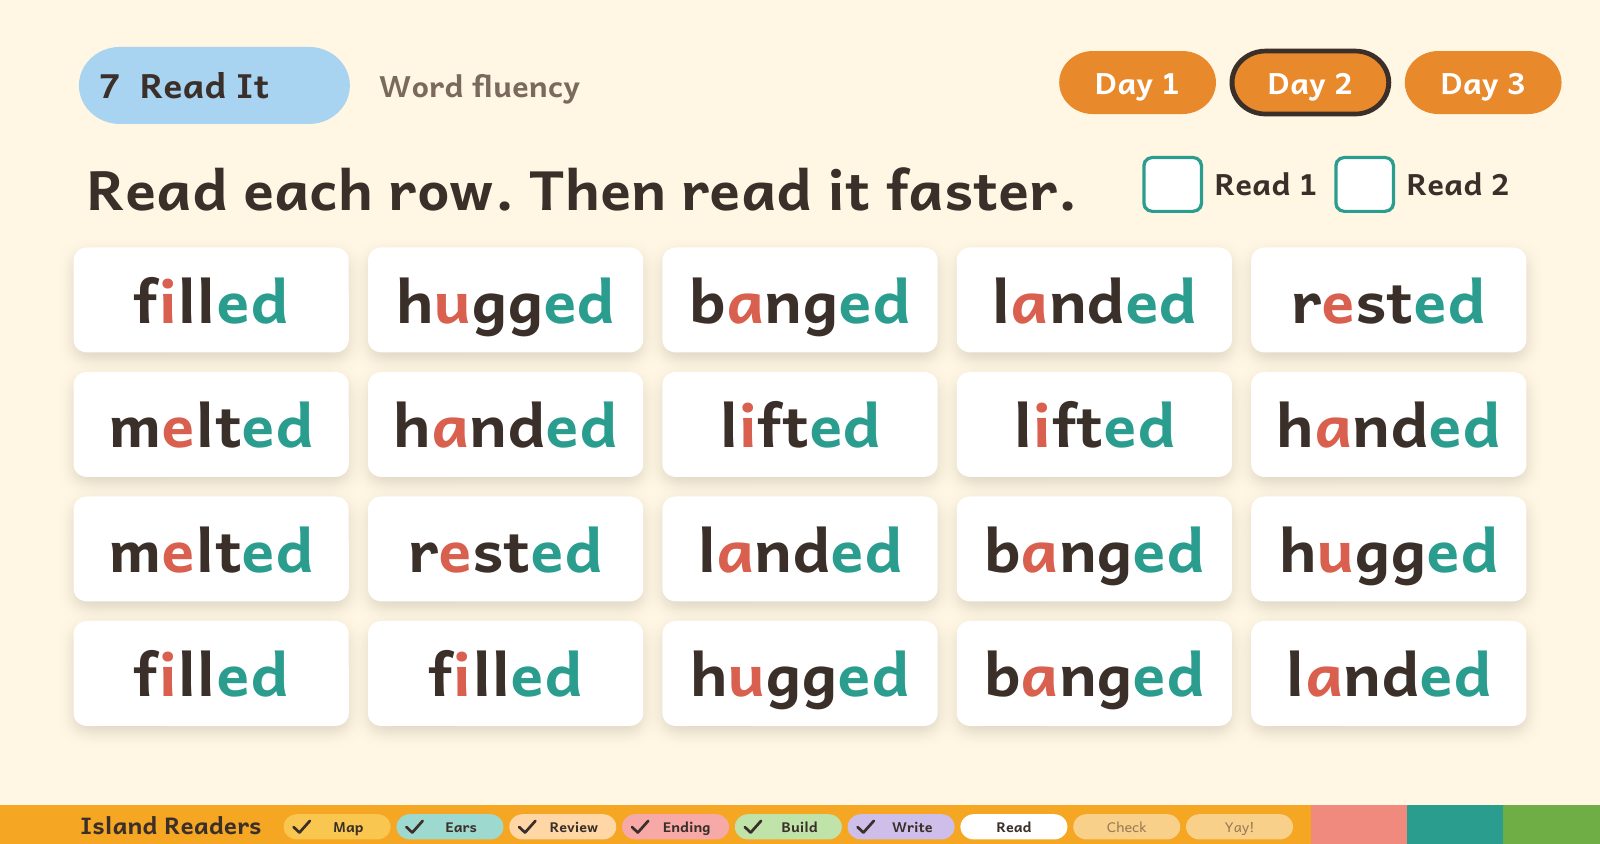 7 Read It
Word fluency
Day 1
Day 2
Day 3
Read each row. Then read it faster.
Read 1
Read 2
filled hugged banged landed rested
melted handed lifted lifted handed
melted rested landed banged hugged
filled filled hugged banged landed
Island Readers
Map
Ears
Review
Ending
Build
Write
Read
Check
Yay!